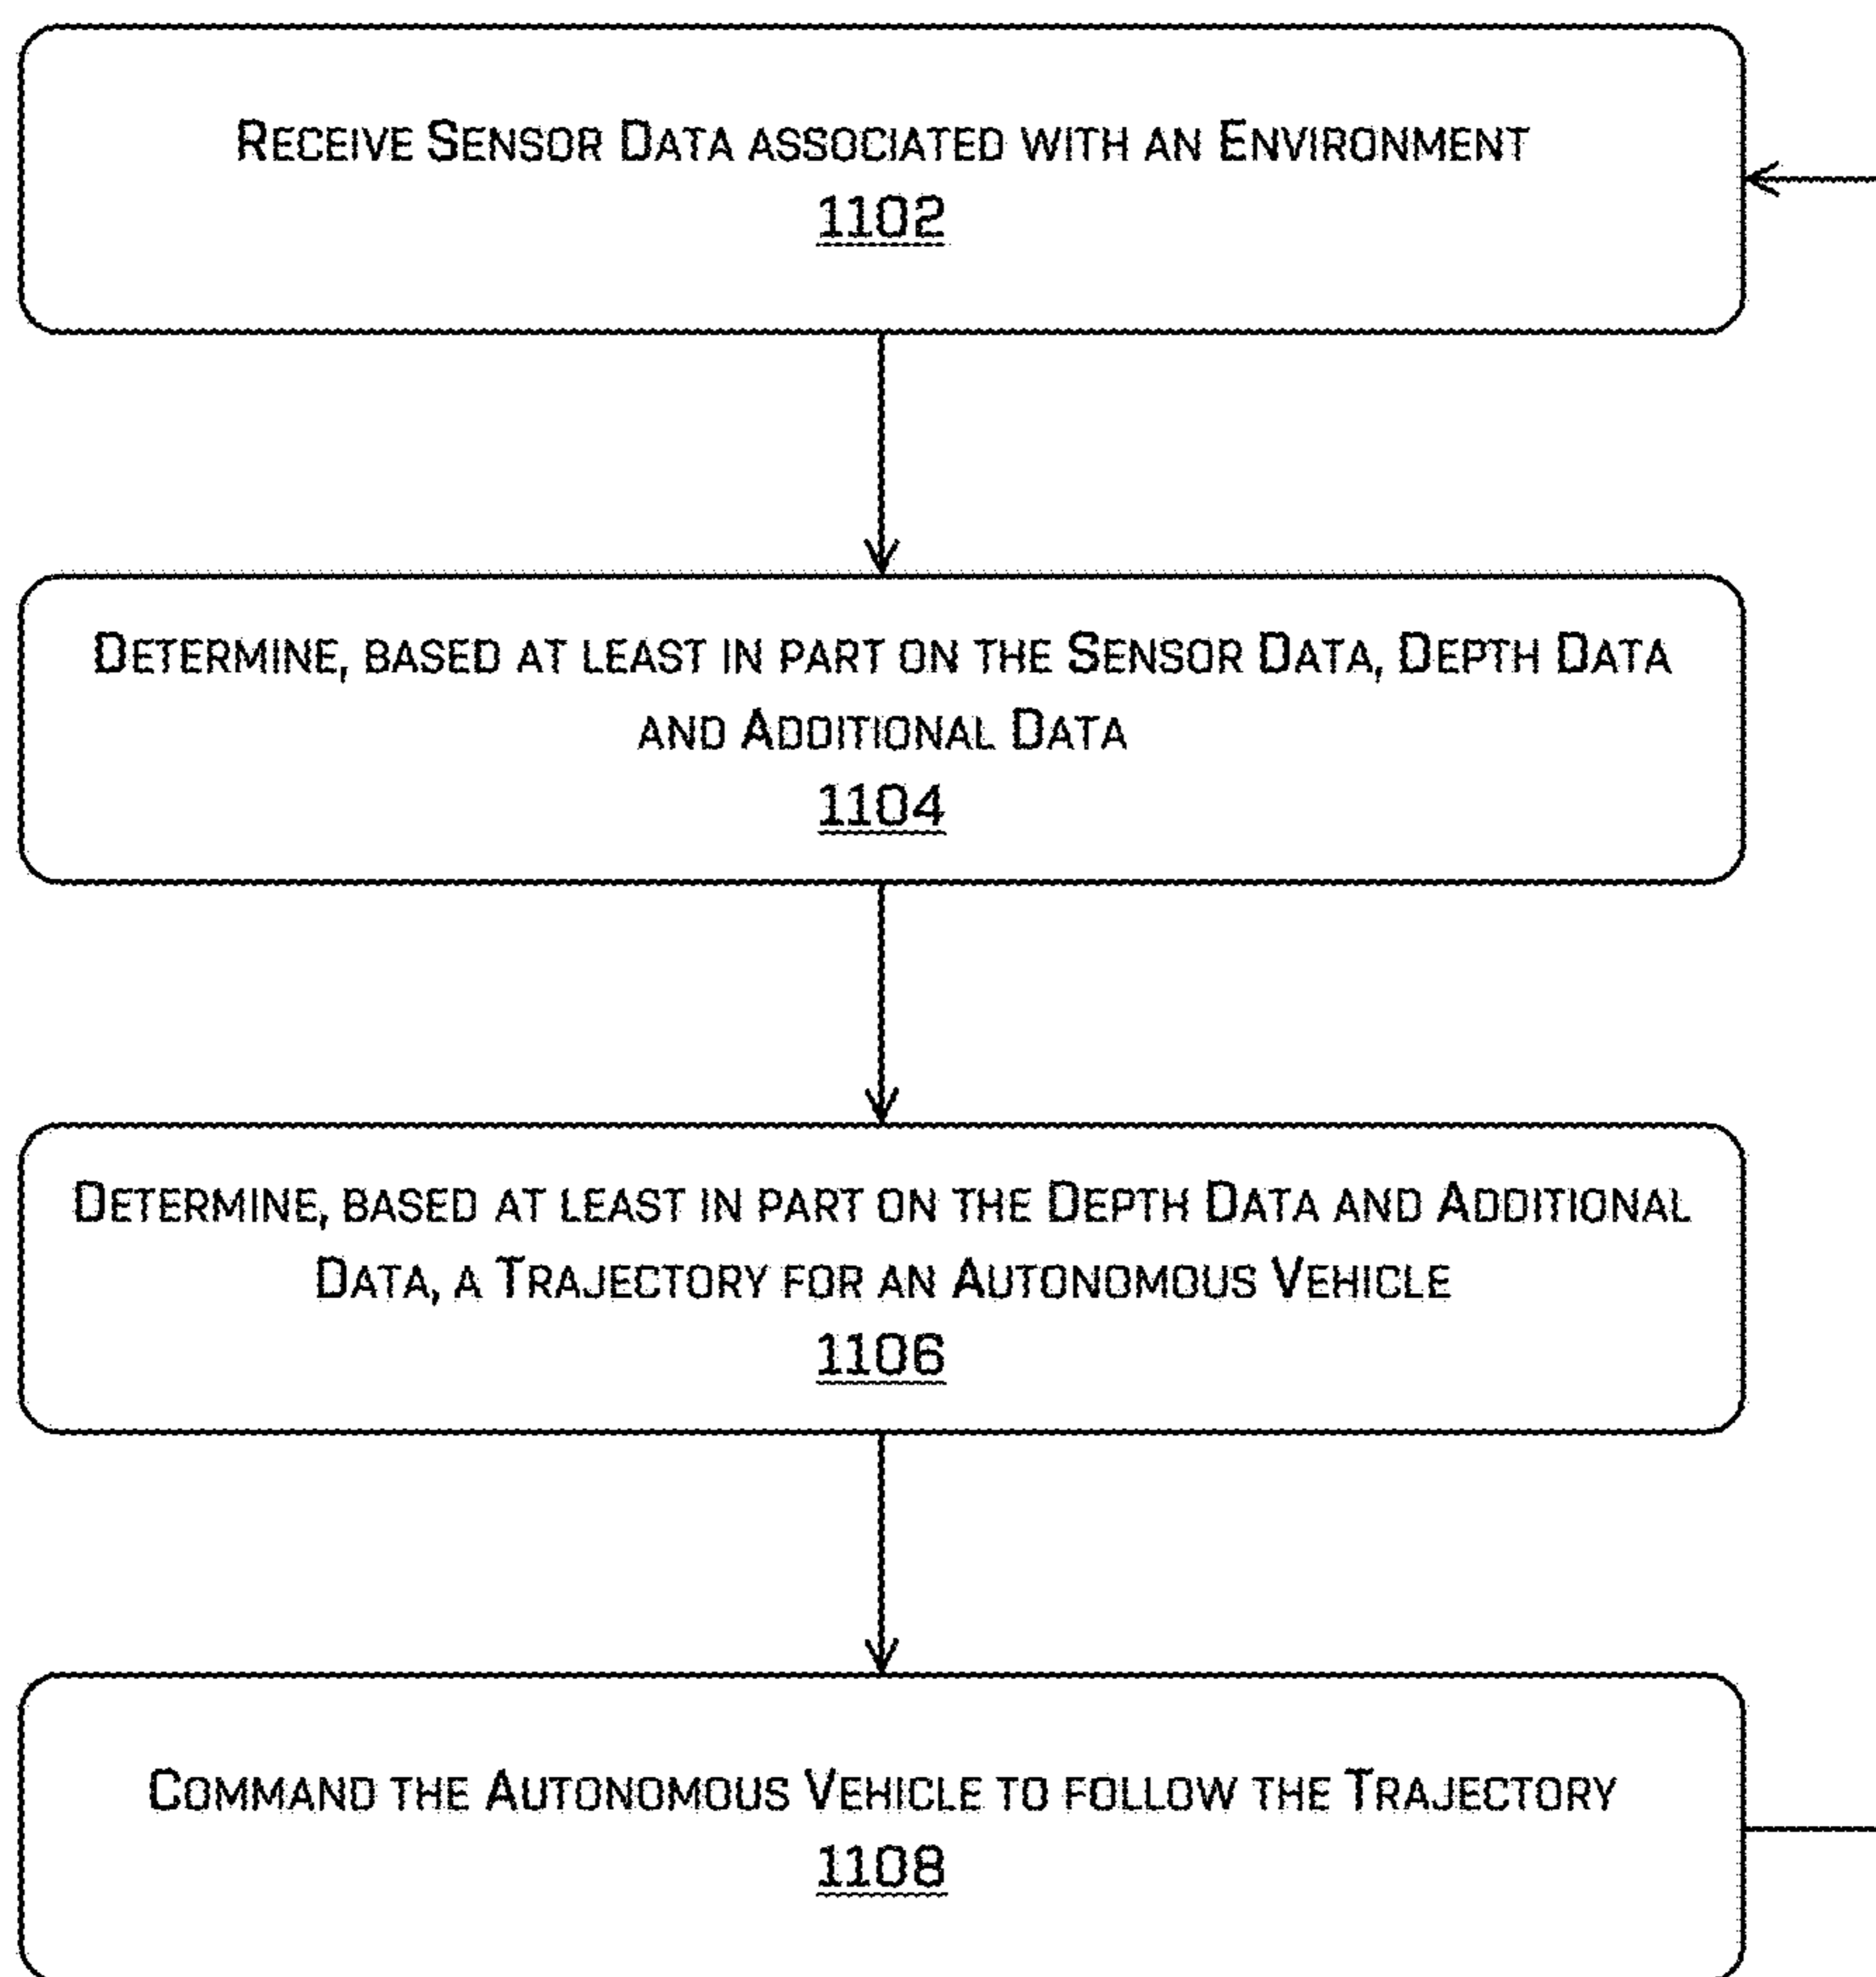 Receive Sensor Data associated with an Environment
1102
Determine, based at least in part on the Sensor Data, Depth Data
and Additional Data
1104
Determine, based at least in part on the Depth Data and Additional
Data, a Trajectory for an Autonomous Vehicle
1106
Command the Autonomous Vehicle to follow the Trajectory
1108